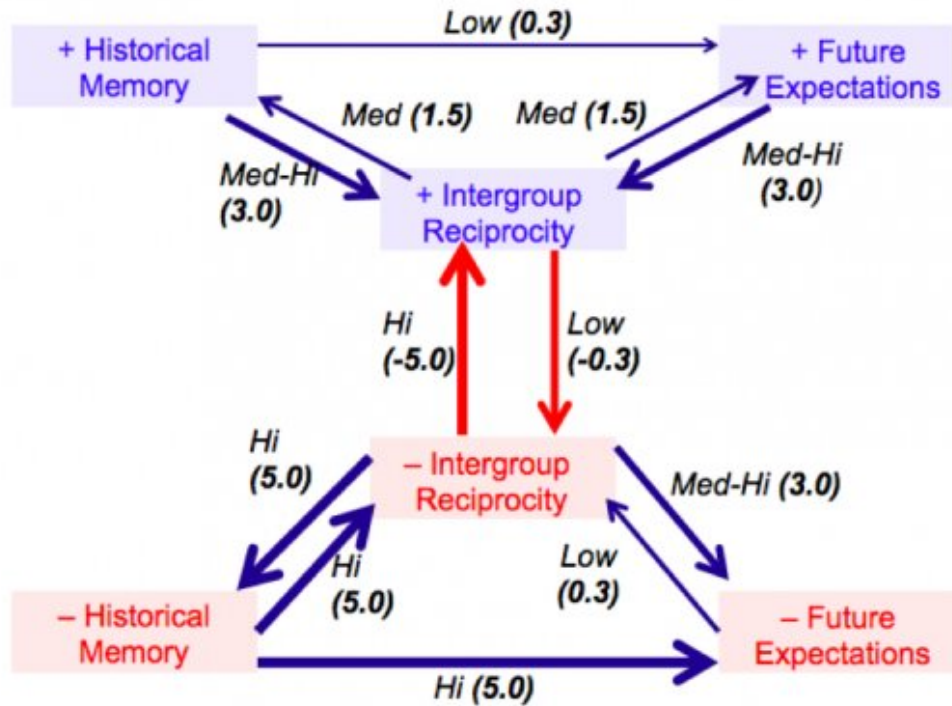 Low (0.3)
+ Historical
Memory
+ Future
Expectations
Med (1.5)
Med (1.5)
Med-Hi
(3.0)
Med-Hi
(3.0)
+ Intergroup
Reciprocity
Hi
(-5.0)
Low
(-0.3)
Hi
(5.0)
– Intergroup
Reciprocity
Med-Hi (3.0)
Hi
(5.0)
Low
(0.3)
– Historical
Memory
– Future
Expectations
Hi (5.0)